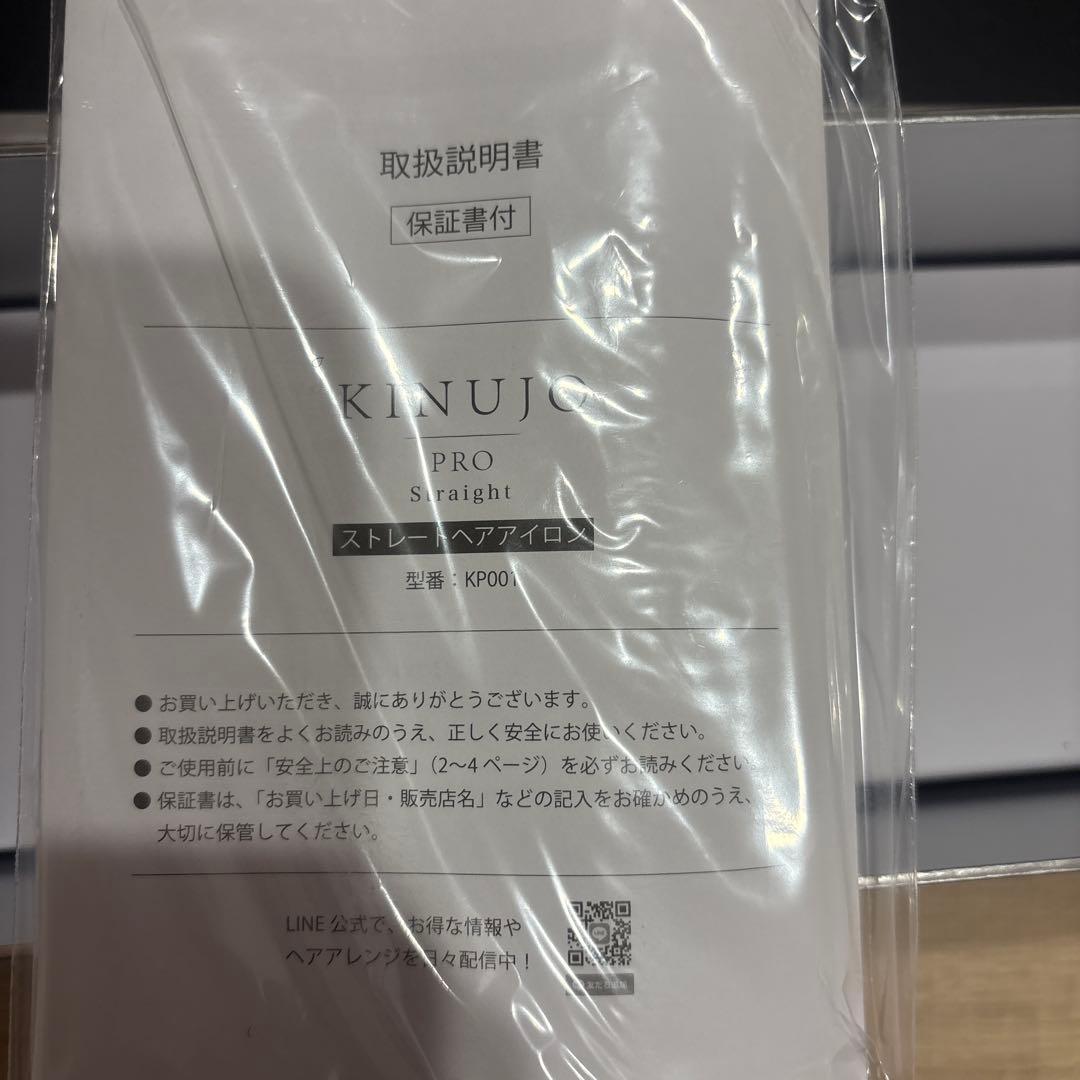 取扱説明書
保証書付
KINUJO
PRO
Straight
ストレートヘアアイロン
型番：KP001
● お買い上げいただき、誠にありがとうございます。
● 取扱説明書をよくお読みのうえ、正しく安全にお使いください。
● ご使用前に「安全上のご注意」（2〜4 ページ）を必ずお読みください。
● 保証書は、「お買い上げ日・販売店名」などの記入をお確かめのうえ、
大切に保管してください。
LINE 公式で、お得な情報や
ヘアアレンジを日々配信中！
友だち追加